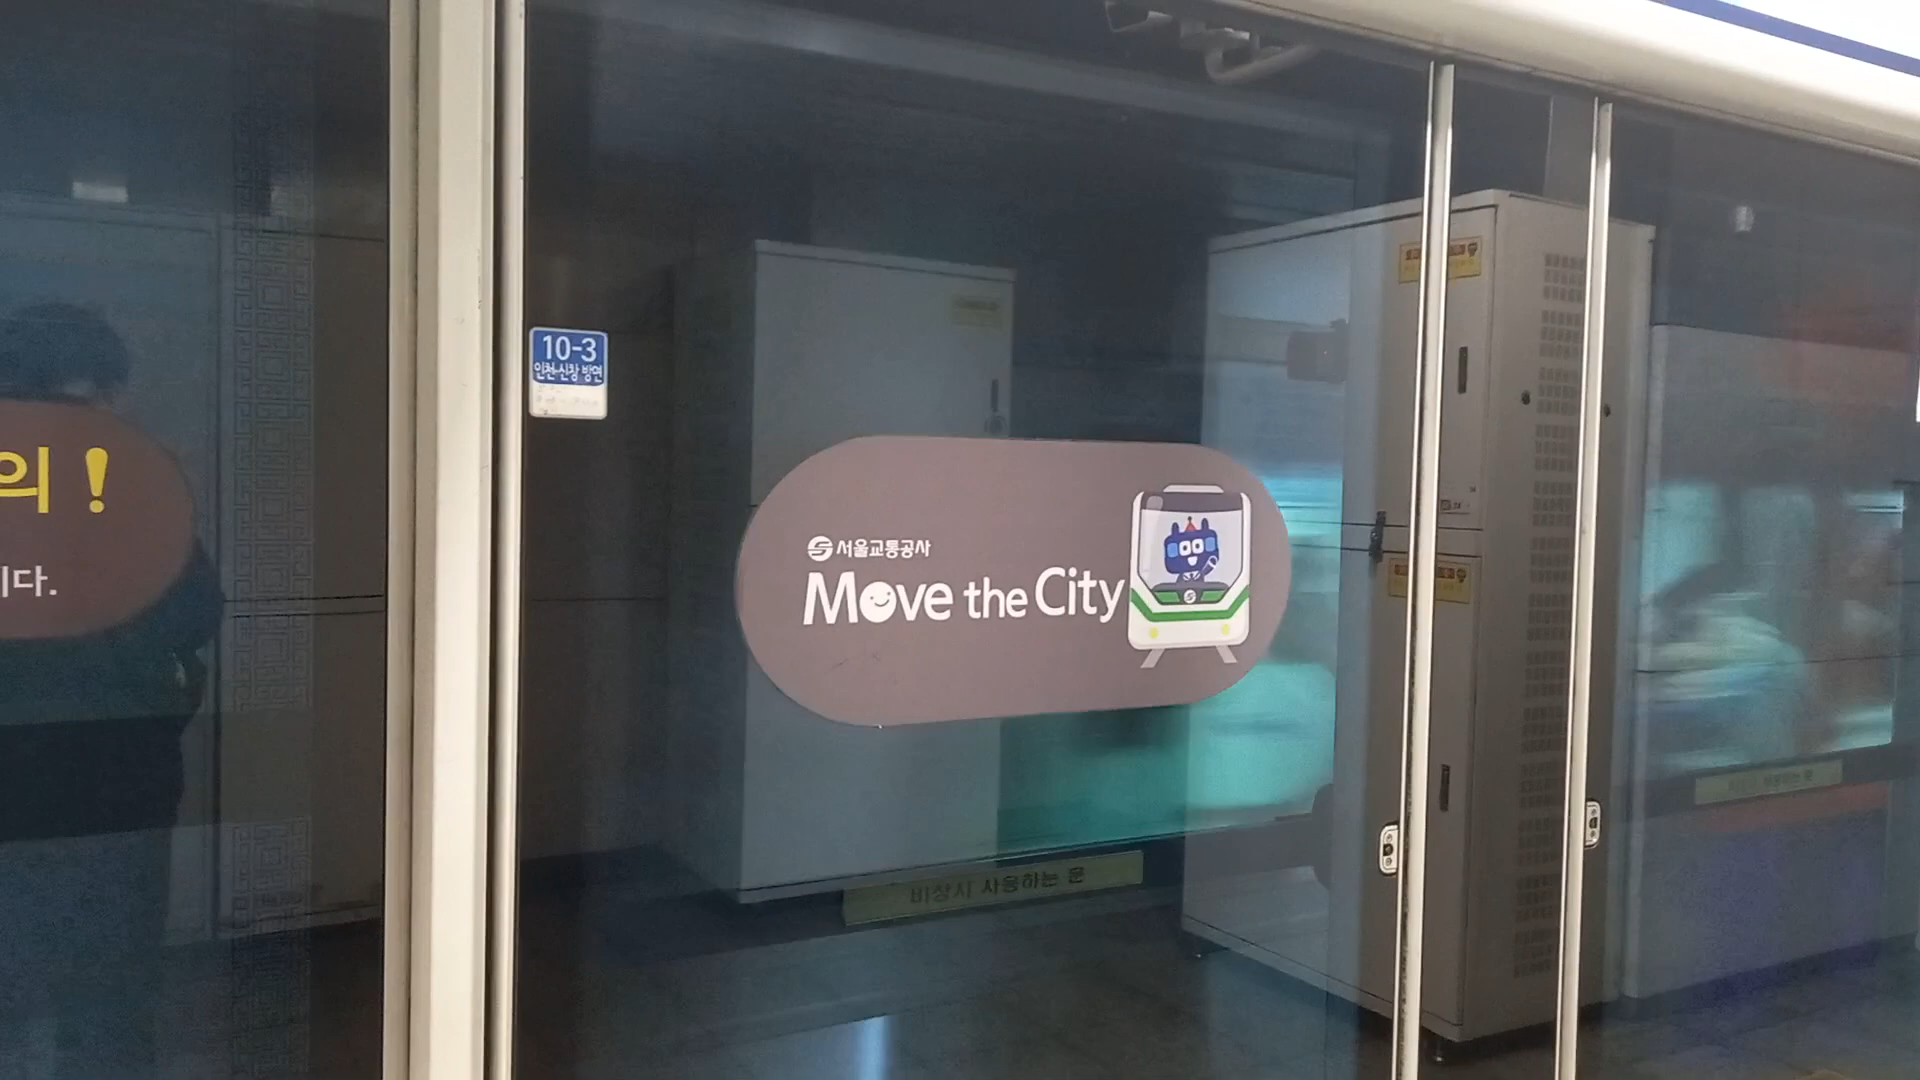 의 !
니다.
10-3
인천·신창 방면
서울교통공사
Move the City
비상시 사용하는 문